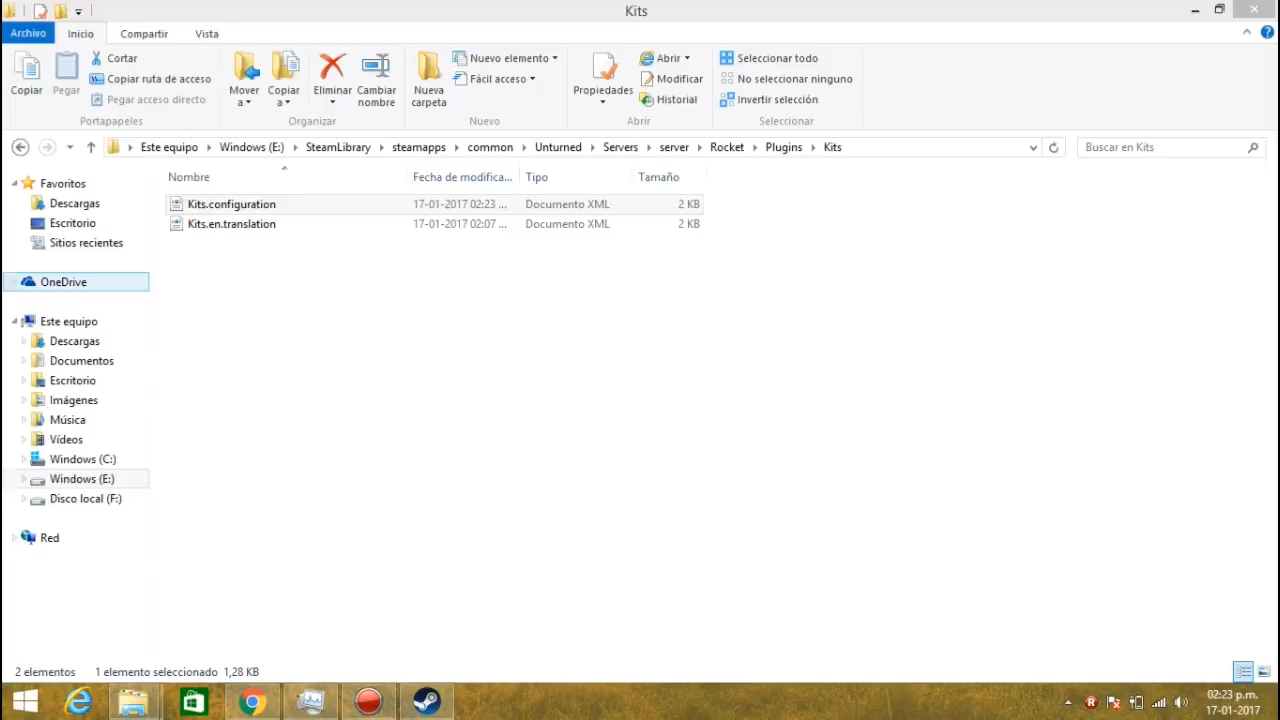 Kits
Archivo Inicio Compartir Vista
Copiar
Pegar
Cortar
Copiar ruta de acceso
Pegar acceso directo
Portapapeles
Mover a
Copiar a
Eliminar
Cambiar nombre
Organizar
Nueva carpeta
Nuevo elemento
Fácil acceso
Nuevo
Propiedades
Abrir
Modificar
Historial
Abrir
Seleccionar todo
No seleccionar ninguno
Invertir selección
Seleccionar
Este equipo Windows (E:) SteamLibrary steamapps common Unturned Servers server Rocket Plugins Kits
Buscar en Kits
Nombre Fecha de modifica... Tipo Tamaño
Kits.configuration 17-01-2017 02:23 ... Documento XML 2 KB
Kits.en.translation 17-01-2017 02:07 ... Documento XML 2 KB
Favoritos
Descargas
Escritorio
Sitios recientes
OneDrive
Este equipo
Descargas
Documentos
Escritorio
Imágenes
Música
Vídeos
Windows (C:)
Windows (E:)
Disco local (F:)
Red
2 elementos 1 elemento seleccionado 1,28 KB
02:23 p.m.
17-01-2017